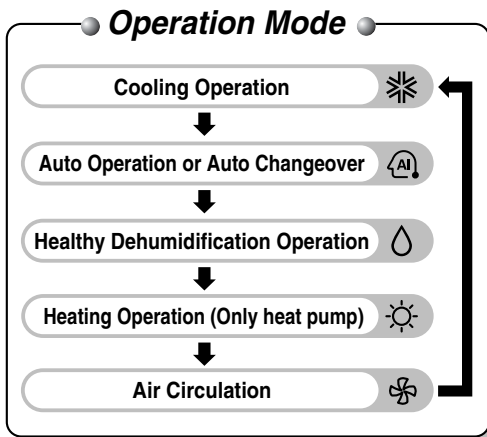 Operation Mode
Cooling Operation
Auto Operation or Auto Changeover
AI
Healthy Dehumidification Operation
Heating Operation (Only heat pump)
Air Circulation